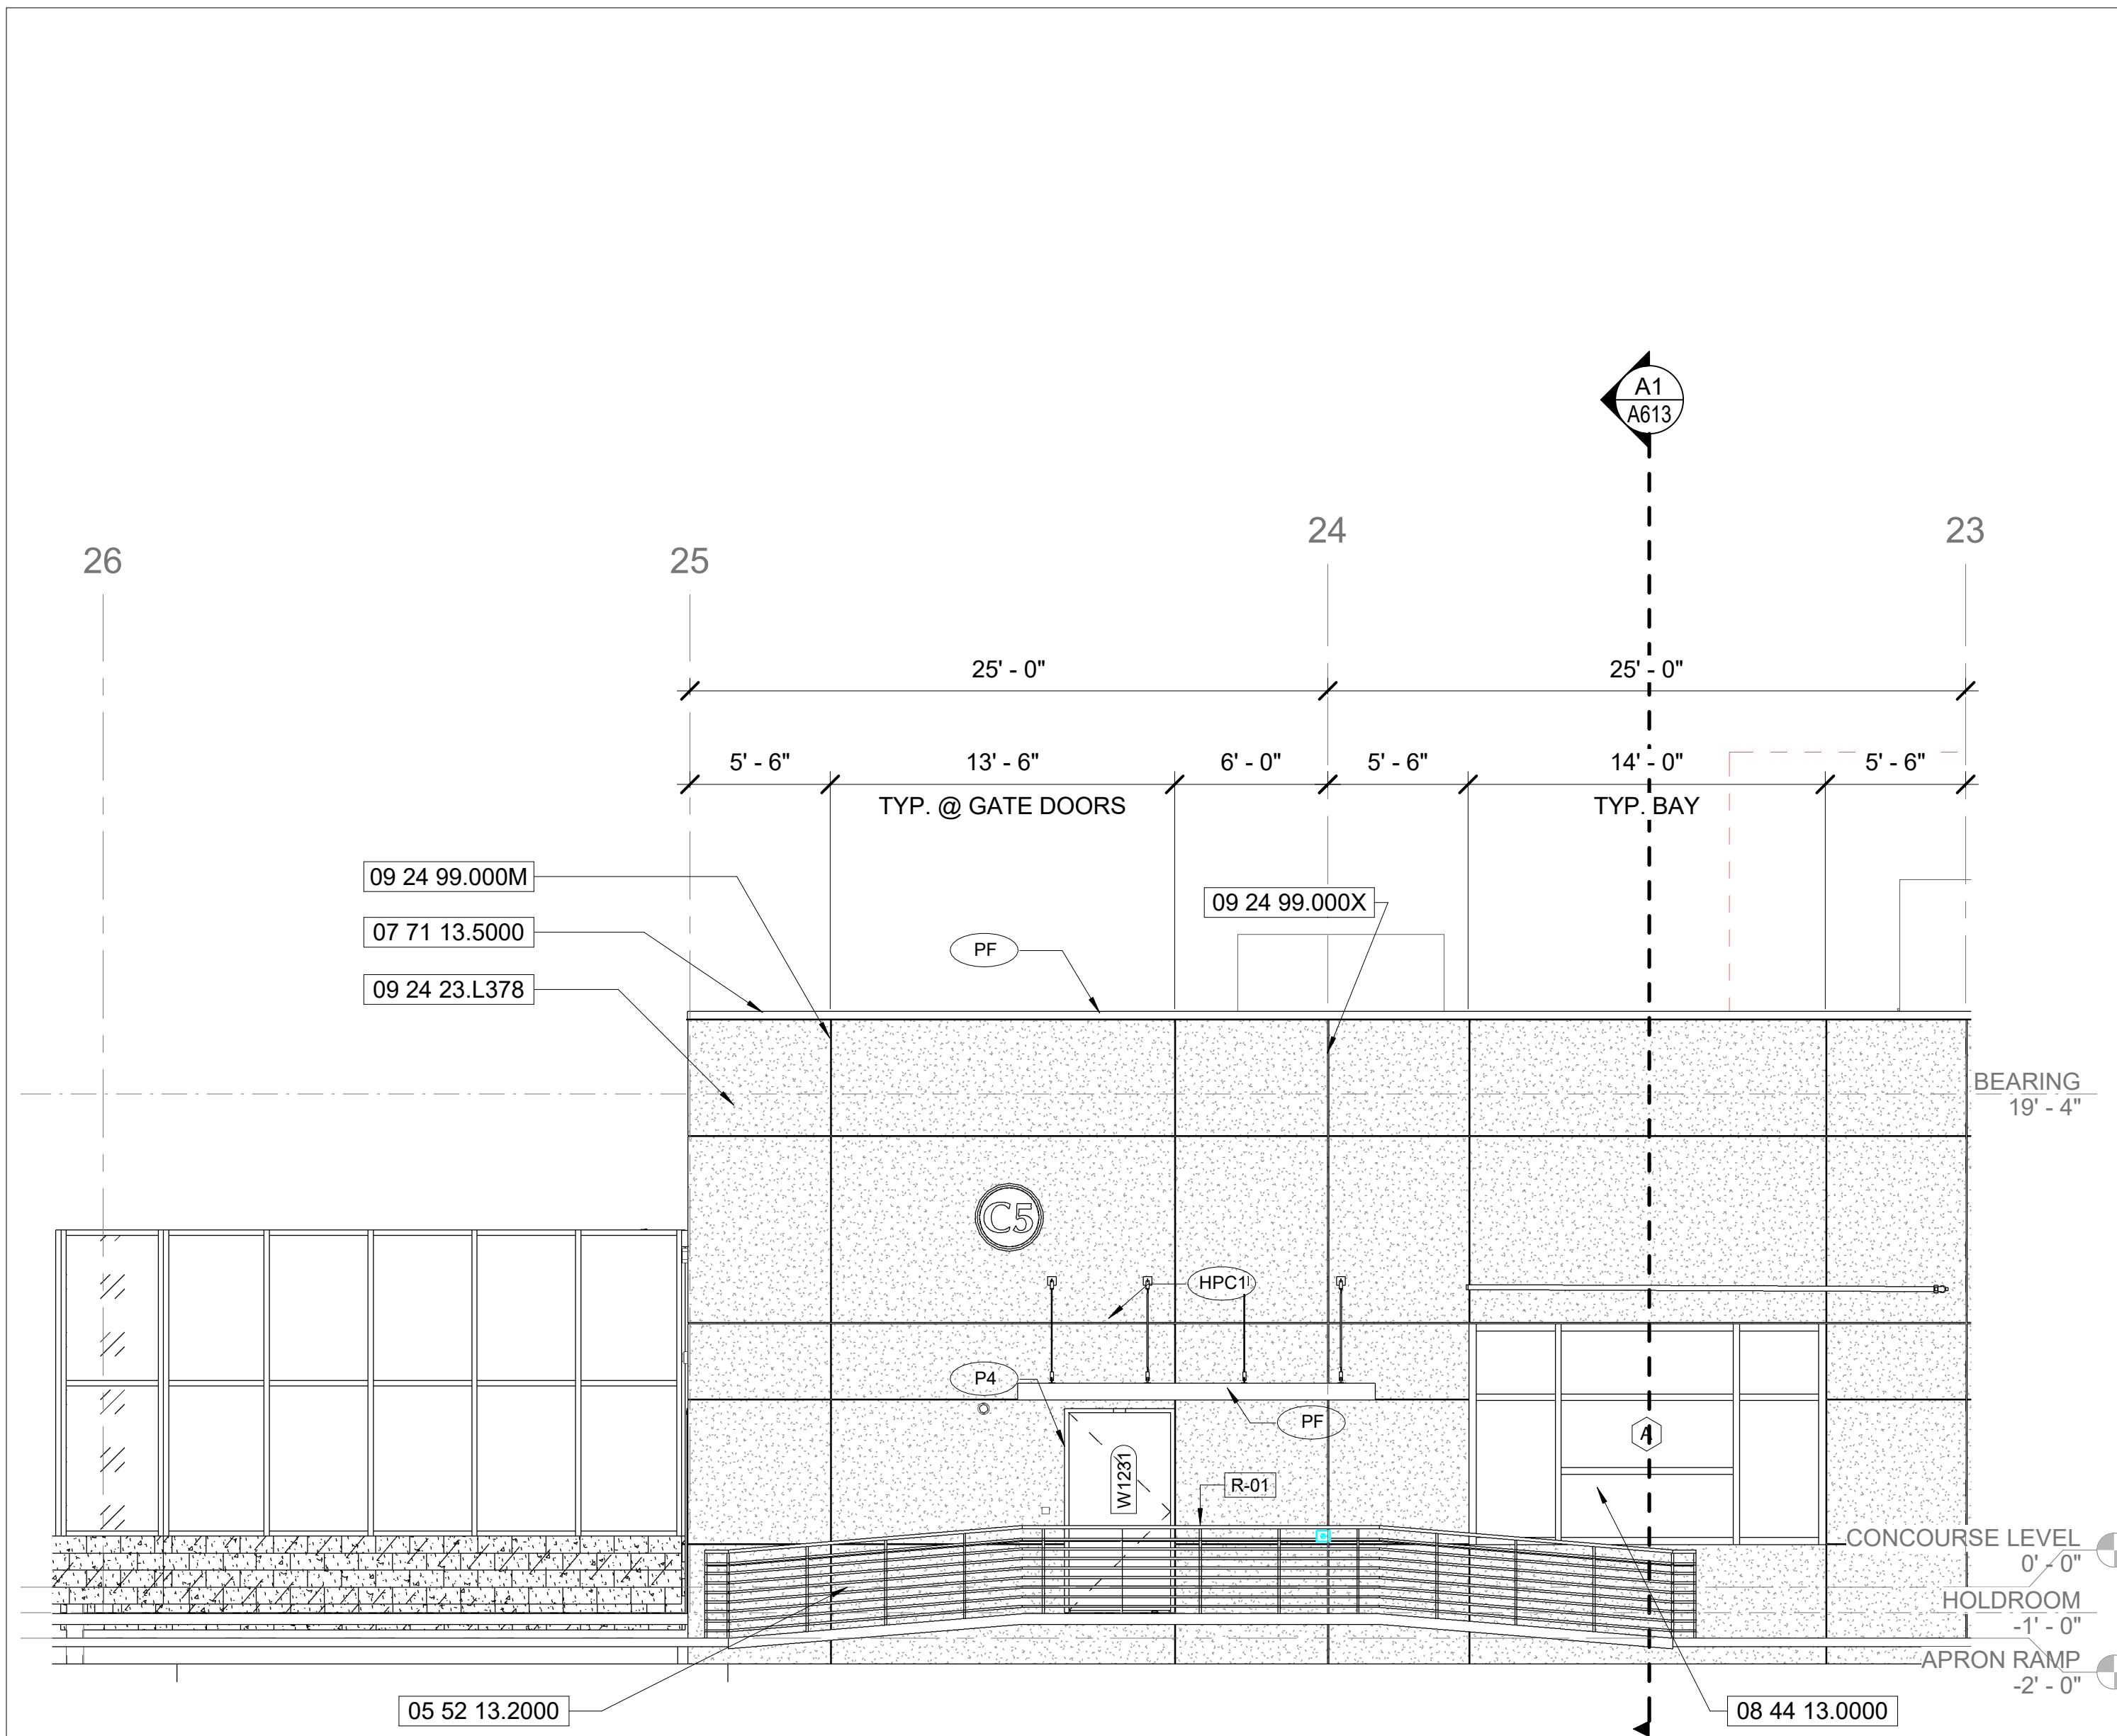 A1
A613
24
23
26
25
25' - 0"
25' - 0"
5' - 6"
13' - 6"
6' - 0"
5' - 6"
14' - 0"
5' - 6"
TYP. @ GATE DOORS
TYP. BAY
09 24 99.000M
09 24 99.000X
07 71 13.5000
PF
09 24 23.L378
BEARING
19' - 4"
C5
HPC1
P4
PF
A
W1231
R-01
CONCOURSE LEVEL
0' - 0"
HOLDROOM
-1' - 0"
APRON RAMP
-2' - 0"
05 52 13.2000
08 44 13.0000